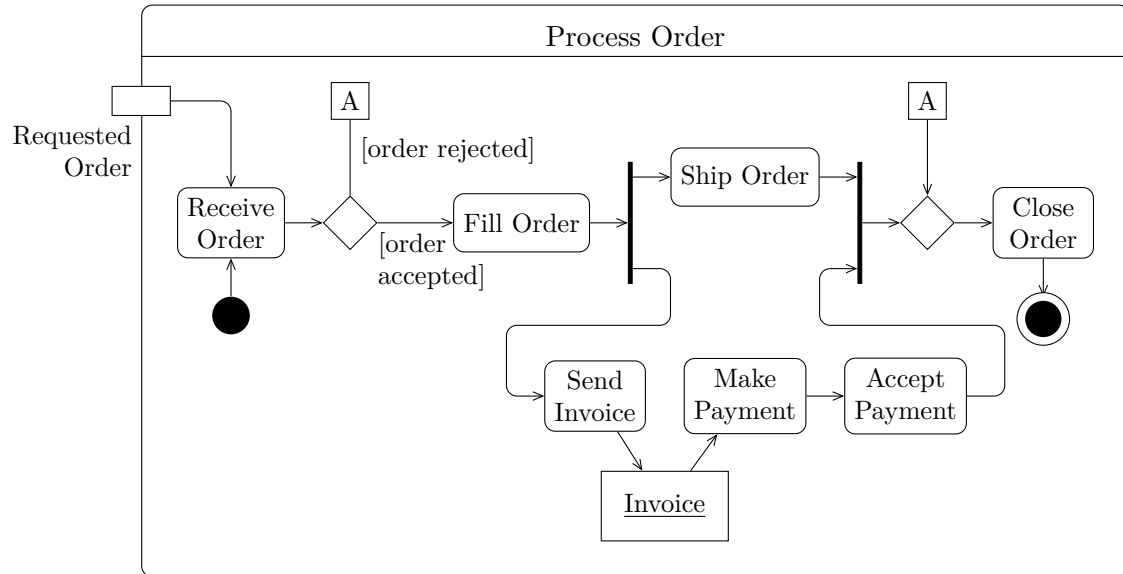 Process Order
Requested
Order
A
[order rejected]
A
Receive
Order
[order
accepted]
Fill Order
Ship Order
Close
Order
Send
Invoice
Make
Payment
Accept
Payment
Invoice